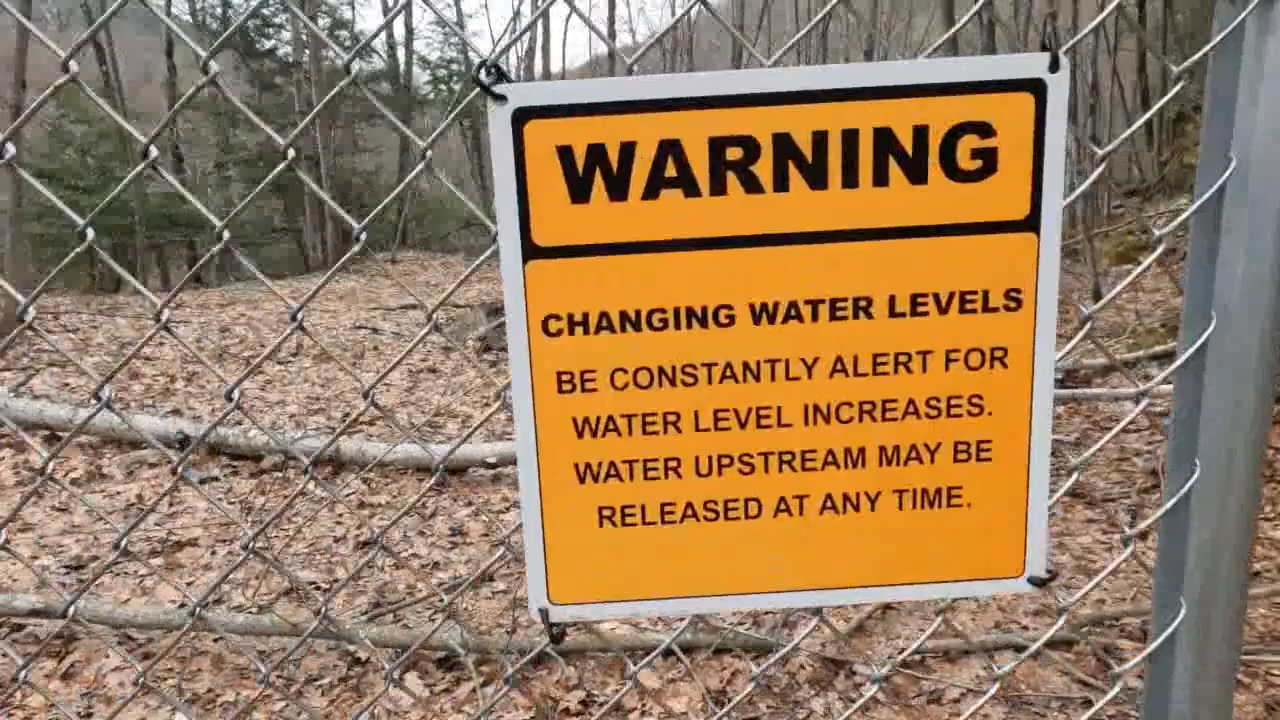 WARNING
CHANGING WATER LEVELS
BE CONSTANTLY ALERT FOR
WATER LEVEL INCREASES.
WATER UPSTREAM MAY BE
RELEASED AT ANY TIME.